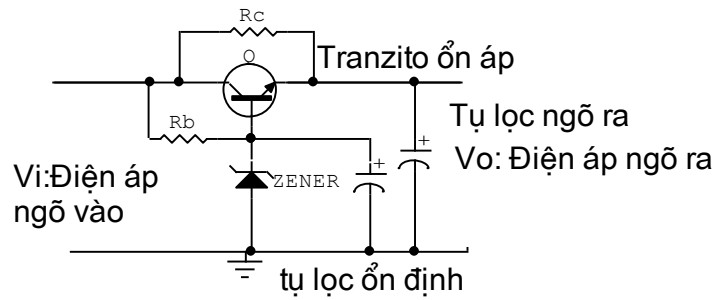 Rc
Q
Tranzito ổn áp
Rb
Tụ lọc ngõ ra
Vo: Điện áp ngõ ra
+
+
Vi:Điện áp
ngõ vào
ZENER
tụ lọc ổn định